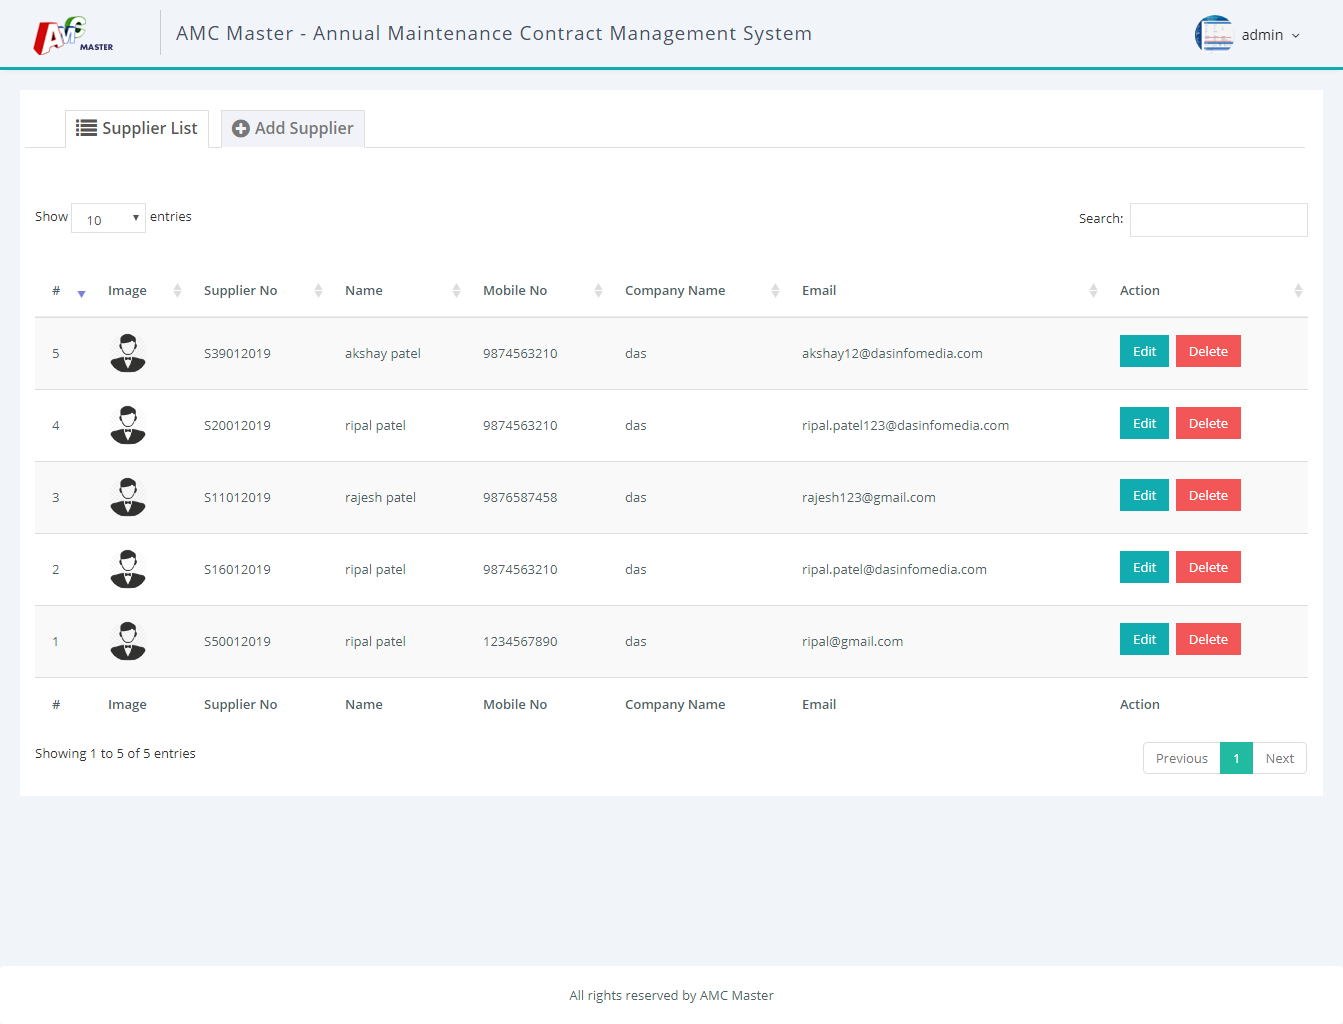 AMC MASTER
AMC Master - Annual Maintenance Contract Management System
admin
Supplier List Add Supplier
Show 10 entries Search:
# Image Supplier No Name Mobile No Company Name Email Action
5 S39012019 akshay patel 9874563210 das akshay12@dasinfomedia.com Edit Delete
4 S20012019 ripal patel 9874563210 das ripal.patel123@dasinfomedia.com Edit Delete
3 S11012019 rajesh patel 9876587458 das rajesh123@gmail.com Edit Delete
2 S16012019 ripal patel 9874563210 das ripal.patel@dasinfomedia.com Edit Delete
1 S50012019 ripal patel 1234567890 das ripal@gmail.com Edit Delete
# Image Supplier No Name Mobile No Company Name Email Action
Showing 1 to 5 of 5 entries Previous 1 Next
All rights reserved by AMC Master